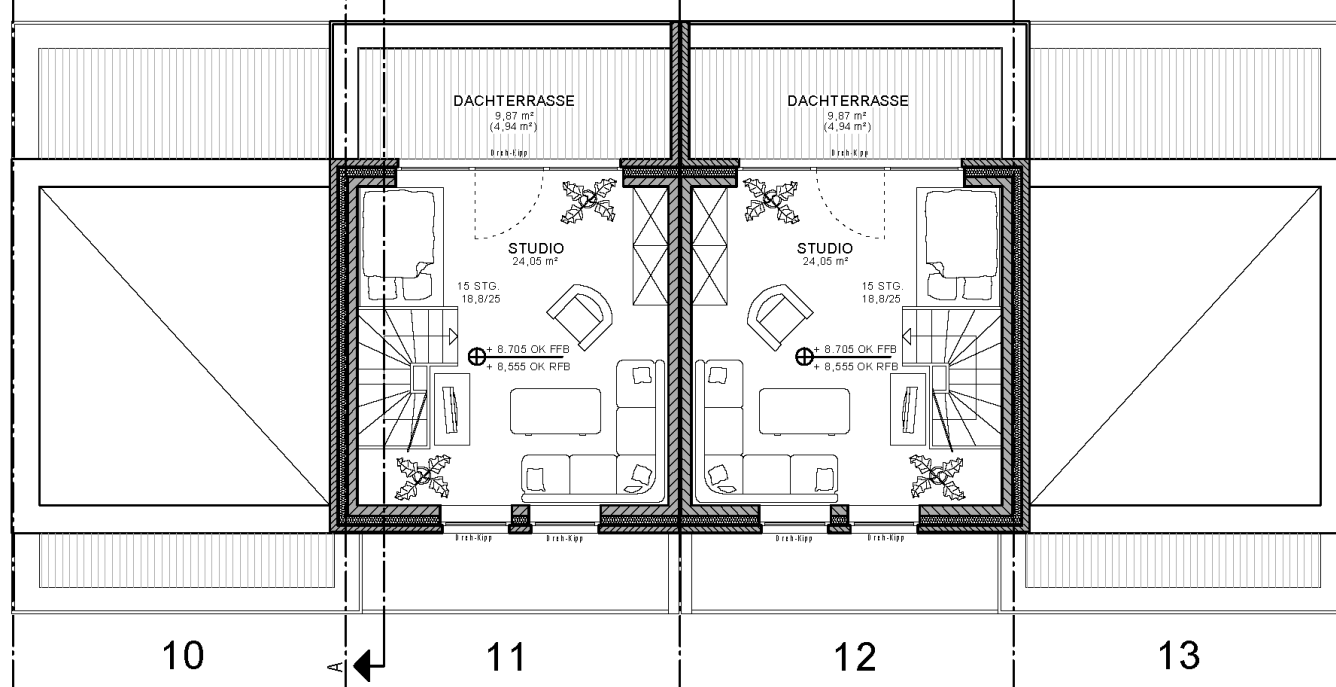 DACHTERRASSE
9,87 m²
(4,94 m²)
Dreh-Kipp
DACHTERRASSE
9,87 m²
(4,94 m²)
Dreh-Kipp
STUDIO
24,05 m²
15 STG.
18,8/25
+ 8.705 OK FFB
+ 8,555 OK RFB
STUDIO
24,05 m²
15 STG.
18,8/25
+ 8.705 OK FFB
+ 8,555 OK RFB
Dreh-Kipp
Dreh-Kipp
Dreh-Kipp
Dreh-Kipp
10
A
11
12
13